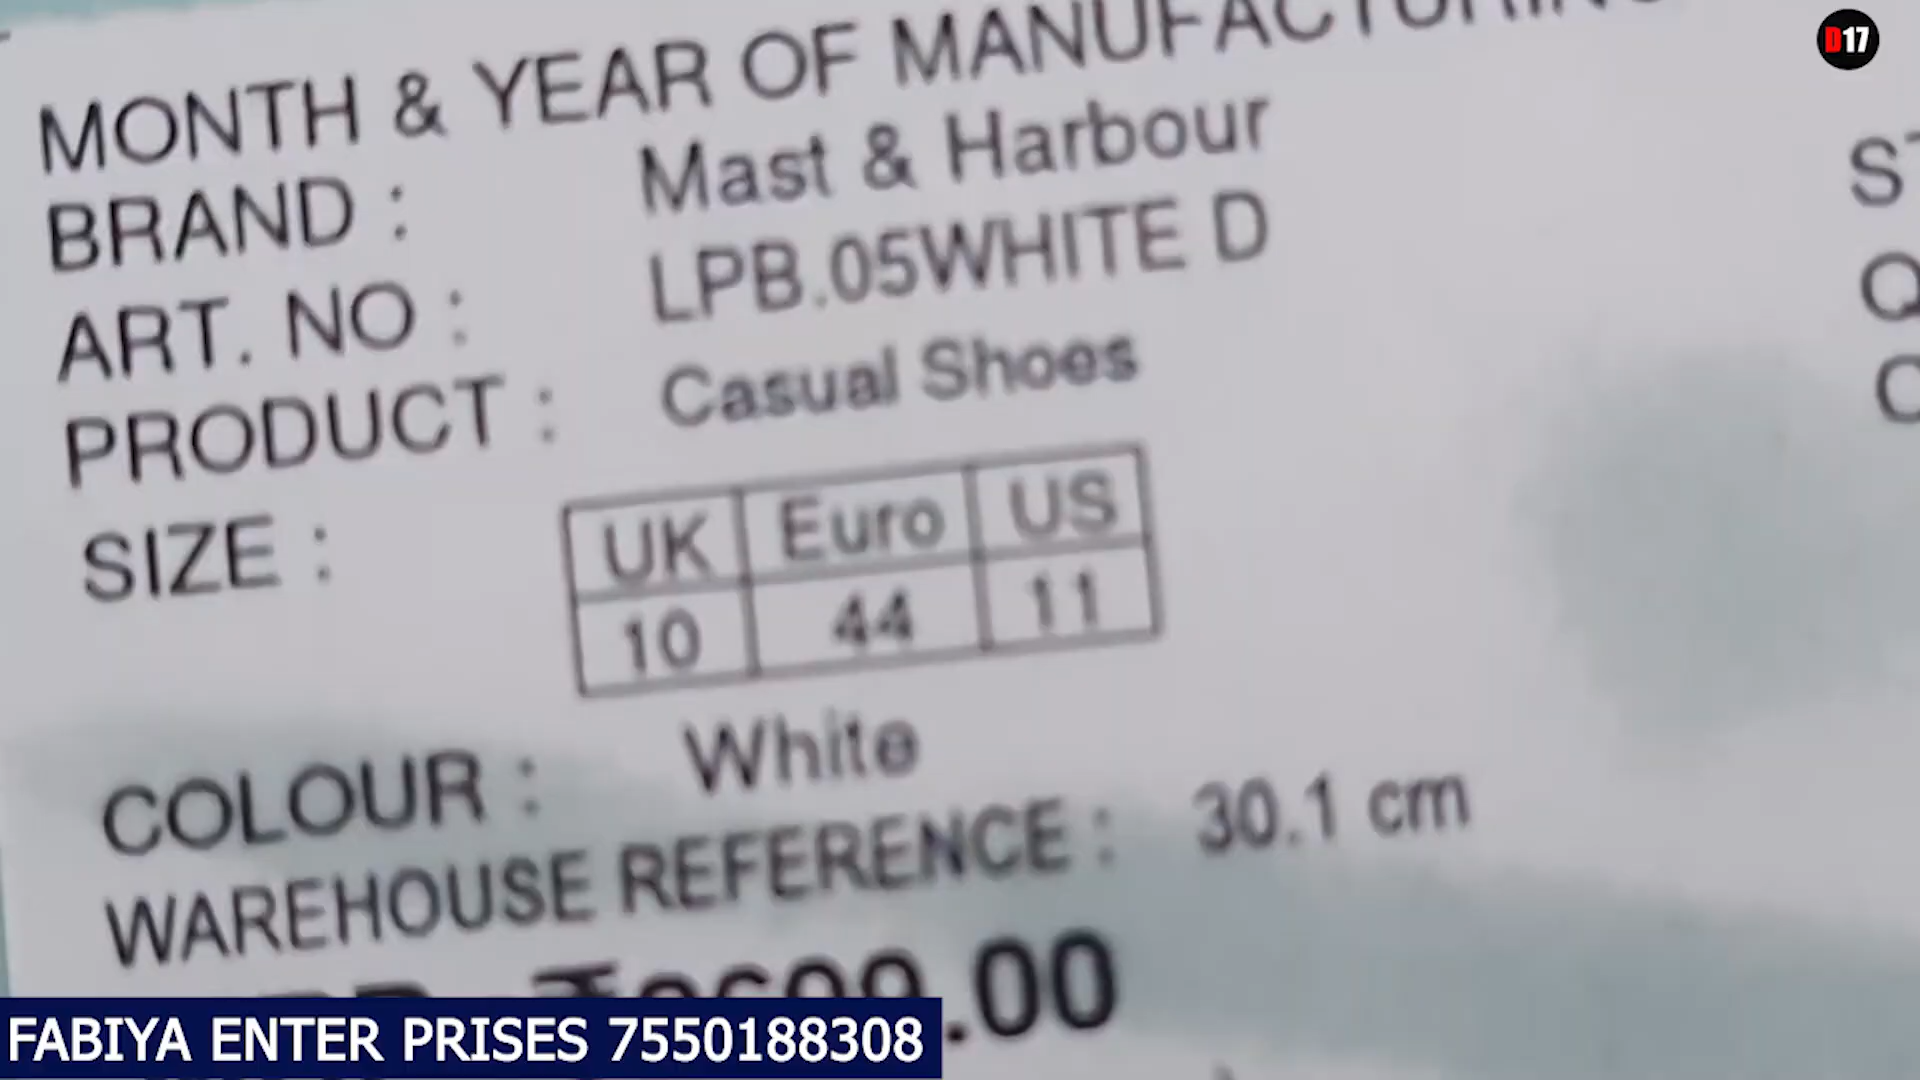 D17
MONTH & YEAR OF MANUFACTURING
BRAND : Mast & Harbour
ART. NO : LPB.05WHITE D
PRODUCT : Casual Shoes
SIZE : UK Euro US
10 44 11
COLOUR : White
WAREHOUSE REFERENCE : 30.1 cm
.00
FABIYA ENTER PRISES 7550188308